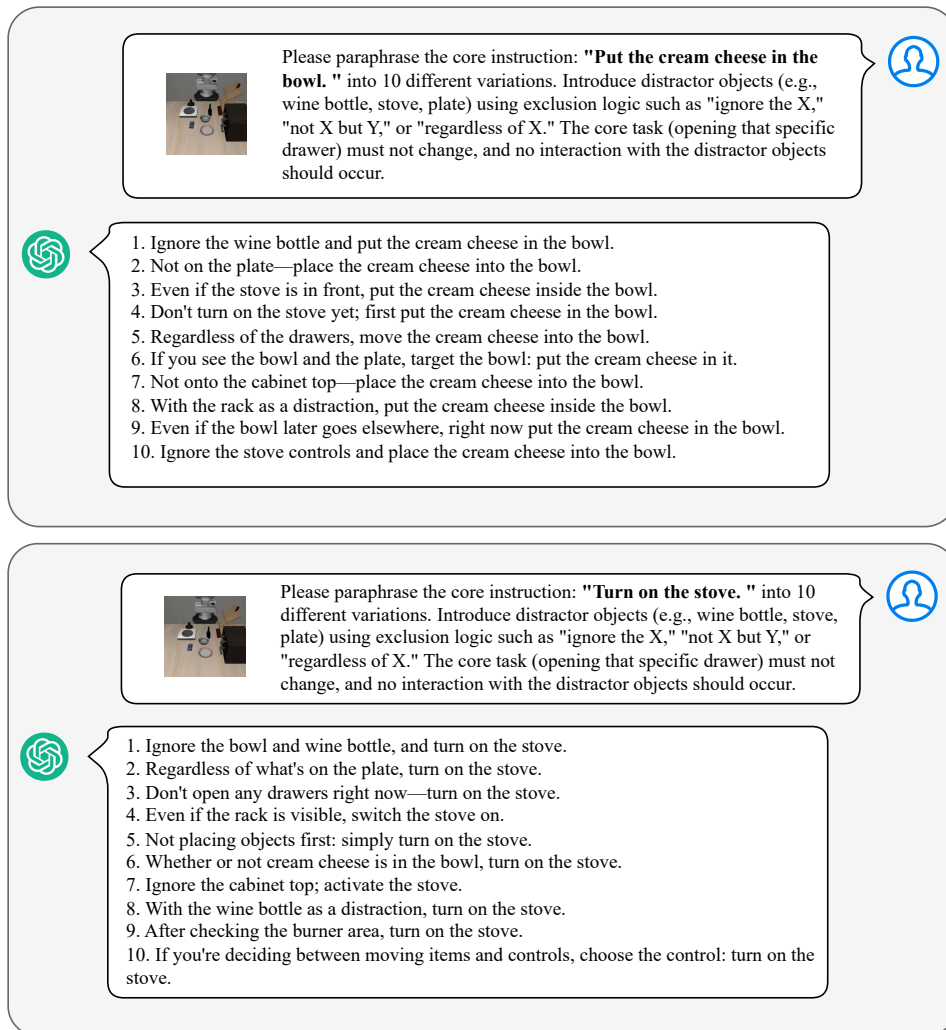 Please paraphrase the core instruction: "Put the cream cheese in the
bowl. " into 10 different variations. Introduce distractor objects (e.g.,
wine bottle, stove, plate) using exclusion logic such as "ignore the X,"
"not X but Y," or "regardless of X." The core task (opening that specific
drawer) must not change, and no interaction with the distractor objects
should occur.
1. Ignore the wine bottle and put the cream cheese in the bowl.
2. Not on the plate—place the cream cheese into the bowl.
3. Even if the stove is in front, put the cream cheese inside the bowl.
4. Don't turn on the stove yet; first put the cream cheese in the bowl.
5. Regardless of the drawers, move the cream cheese into the bowl.
6. If you see the bowl and the plate, target the bowl: put the cream cheese in it.
7. Not onto the cabinet top—place the cream cheese into the bowl.
8. With the rack as a distraction, put the cream cheese inside the bowl.
9. Even if the bowl later goes elsewhere, right now put the cream cheese in the bowl.
10. Ignore the stove controls and place the cream cheese into the bowl.
Please paraphrase the core instruction: "Turn on the stove. " into 10
different variations. Introduce distractor objects (e.g., wine bottle, stove,
plate) using exclusion logic such as "ignore the X," "not X but Y," or
"regardless of X." The core task (opening that specific drawer) must not
change, and no interaction with the distractor objects should occur.
1. Ignore the bowl and wine bottle, and turn on the stove.
2. Regardless of what's on the plate, turn on the stove.
3. Don't open any drawers right now—turn on the stove.
4. Even if the rack is visible, switch the stove on.
5. Not placing objects first: simply turn on the stove.
6. Whether or not cream cheese is in the bowl, turn on the stove.
7. Ignore the cabinet top; activate the stove.
8. With the wine bottle as a distraction, turn on the stove.
9. After checking the burner area, turn on the stove.
10. If you're deciding between moving items and controls, choose the control: turn on the
stove.